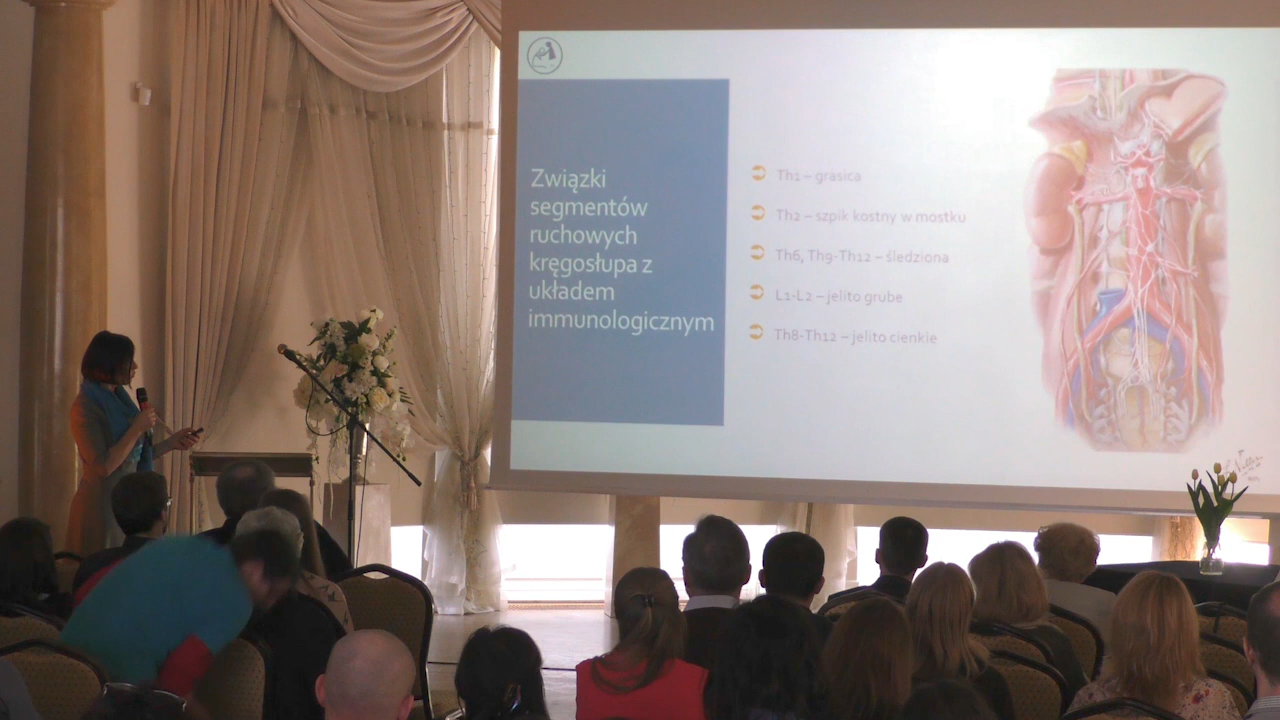 Związki
segmentów
ruchowych
kręgosłupa z
układem
immunologicznym
Th1 – grasica
Th2 – szpik kostny w mostku
Th6, Th9-Th12 – śledziona
L1-L2 – jelito grube
Th8-Th12 – jelito cienkie